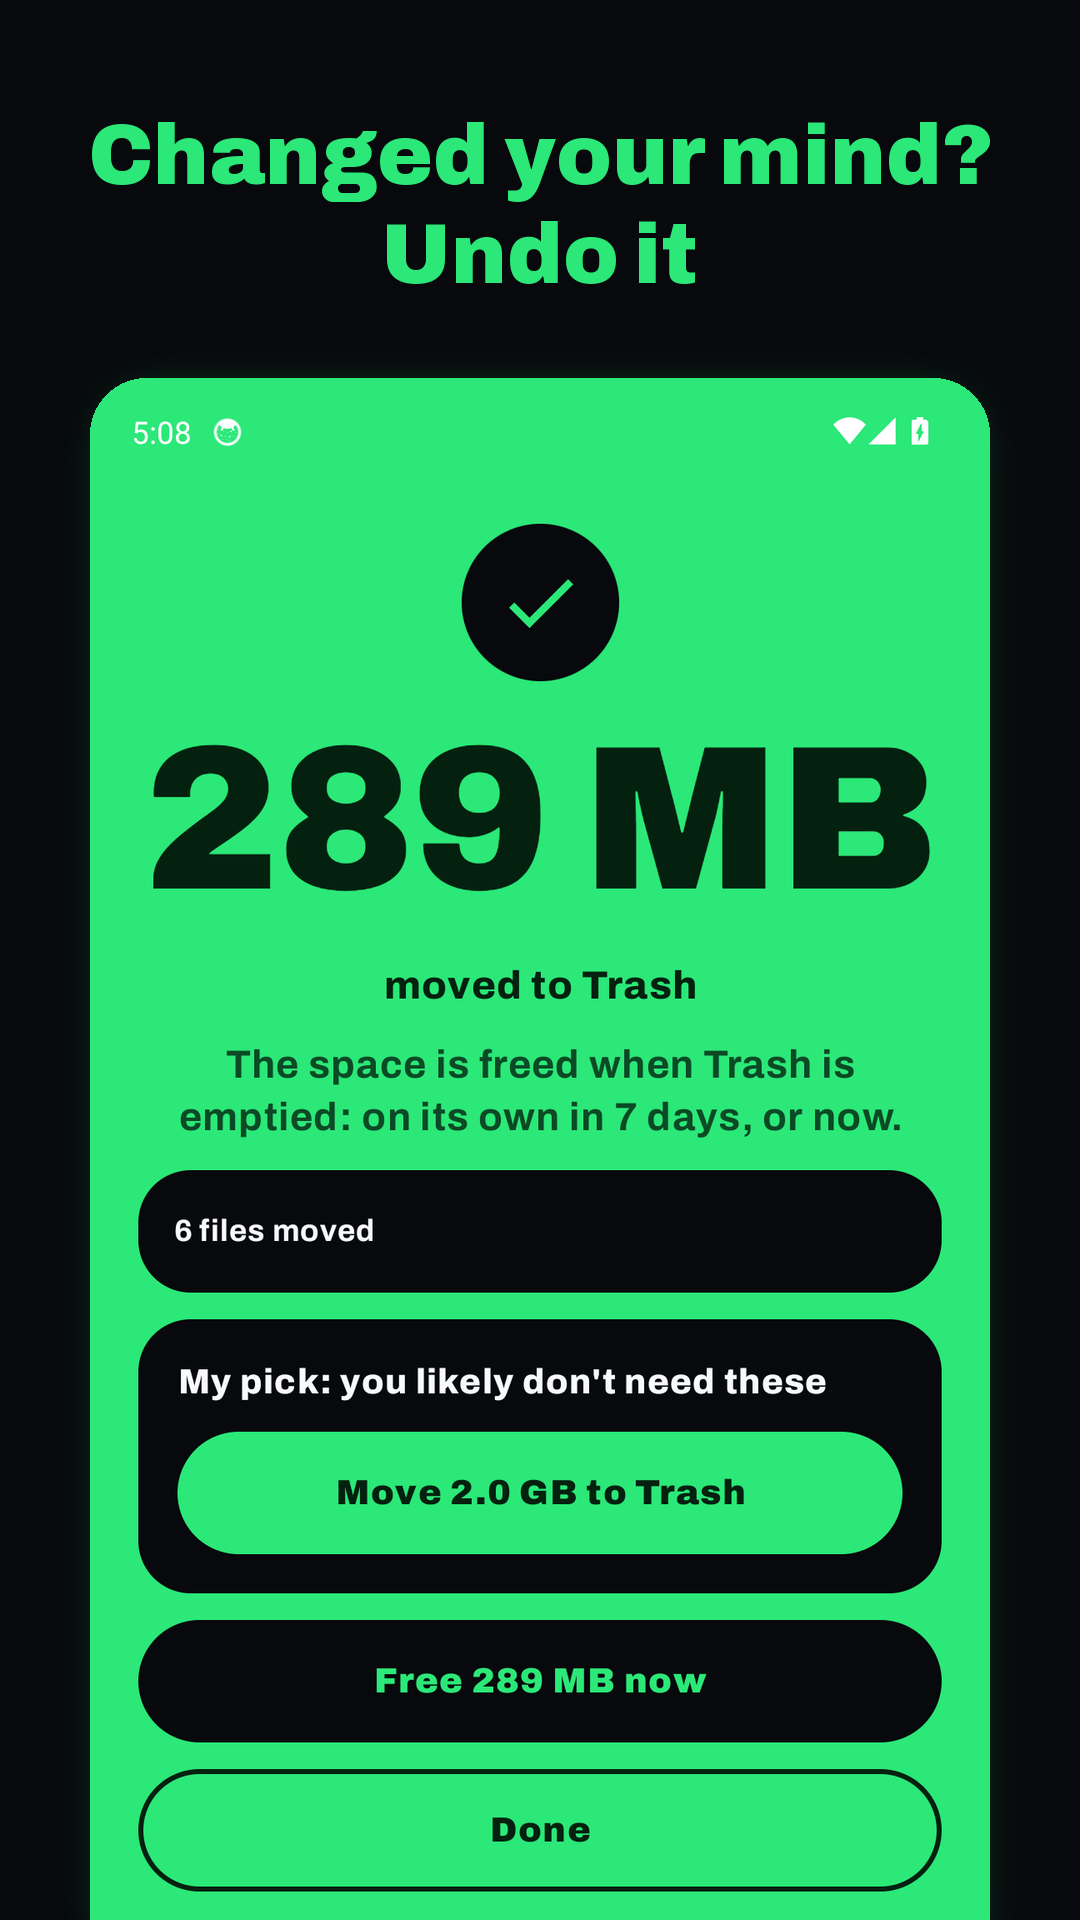 Changed your mind?
Undo it
5:08
289 MB
moved to Trash
The space is freed when Trash is
emptied: on its own in 7 days, or now.
6 files moved
My pick: you likely don't need these
Move 2.0 GB to Trash
Free 289 MB now
Done